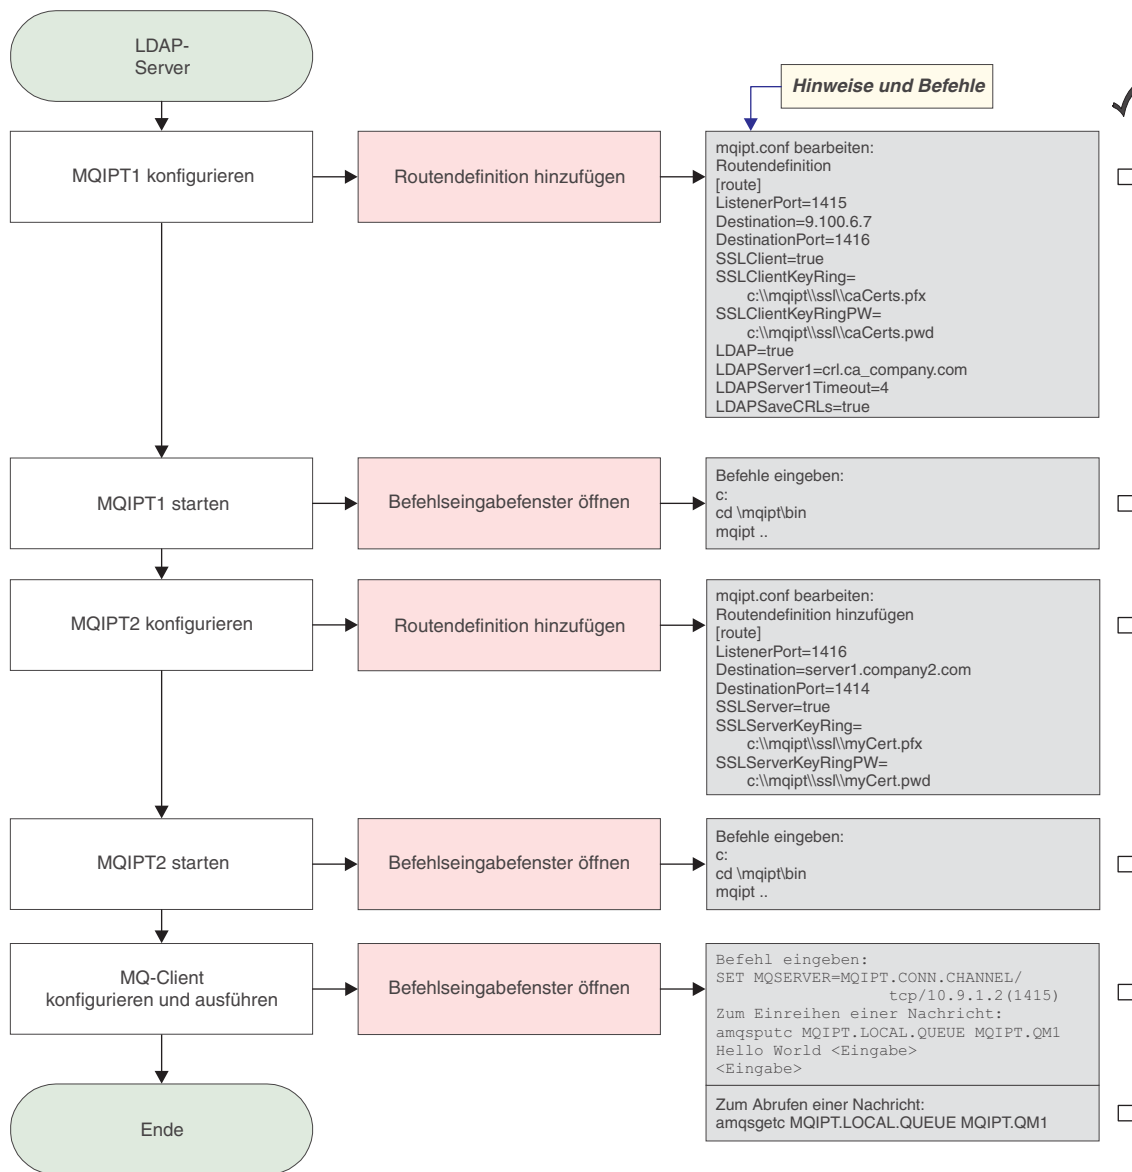 LDAP-
Server
Hinweise und Befehle
MQIPT1 konfigurieren
Routendefinition hinzufügen
mqipt.conf bearbeiten:
Routendefinition
[route]
ListenerPort=1415
Destination=9.100.6.7
DestinationPort=1416
SSLClient=true
SSLClientKeyRing=
c:\\mqipt\\ssl\\caCerts.pfx
SSLClientKeyRingPW=
c:\\mqipt\\ssl\\caCerts.pwd
LDAP=true
LDAPServer1=crl.ca_company.com
LDAPServer1Timeout=4
LDAPSaveCRLs=true
MQIPT1 starten
Befehlseingabefenster öffnen
Befehle eingeben:
c:
cd \mqipt\bin
mqipt ..
MQIPT2 konfigurieren
Routendefinition hinzufügen
mqipt.conf bearbeiten:
Routendefinition hinzufügen
[route]
ListenerPort=1416
Destination=server1.company2.com
DestinationPort=1414
SSLServer=true
SSLServerKeyRing=
c:\\mqipt\\ssl\\myCert.pfx
SSLServerKeyRingPW=
c:\\mqipt\\ssl\\myCert.pwd
MQIPT2 starten
Befehlseingabefenster öffnen
Befehle eingeben:
c:
cd \mqipt\bin
mqipt ..
MQ-Client
konfigurieren und ausführen
Befehlseingabefenster öffnen
Befehl eingeben:
SET MQSERVER=MQIPT.CONN.CHANNEL/
tcp/10.9.1.2(1415)
Zum Einreihen einer Nachricht:
amqsputc MQIPT.LOCAL.QUEUE MQIPT.QM1
Hello World <Eingabe>
<Eingabe>
Zum Abrufen einer Nachricht:
amqsgetc MQIPT.LOCAL.QUEUE MQIPT.QM1
Ende